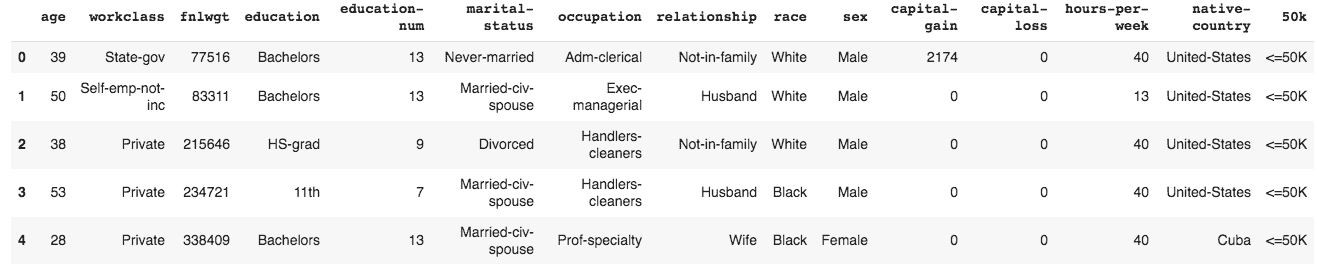 age workclass fnlwgt education education-num marital-status occupation relationship race sex capital-gain capital-loss hours-per-week native-country 50k
0 39 State-gov 77516 Bachelors 13 Never-married Adm-clerical Not-in-family White Male 2174 0 40 United-States <=50K
1 50 Self-emp-not-inc 83311 Bachelors 13 Married-civ-spouse Exec-managerial Husband White Male 0 0 13 United-States <=50K
2 38 Private 215646 HS-grad 9 Divorced Handlers-cleaners Not-in-family White Male 0 0 40 United-States <=50K
3 53 Private 234721 11th 7 Married-civ-spouse Handlers-cleaners Husband Black Male 0 0 40 United-States <=50K
4 28 Private 338409 Bachelors 13 Married-civ-spouse Prof-specialty Wife Black Female 0 0 40 Cuba <=50K